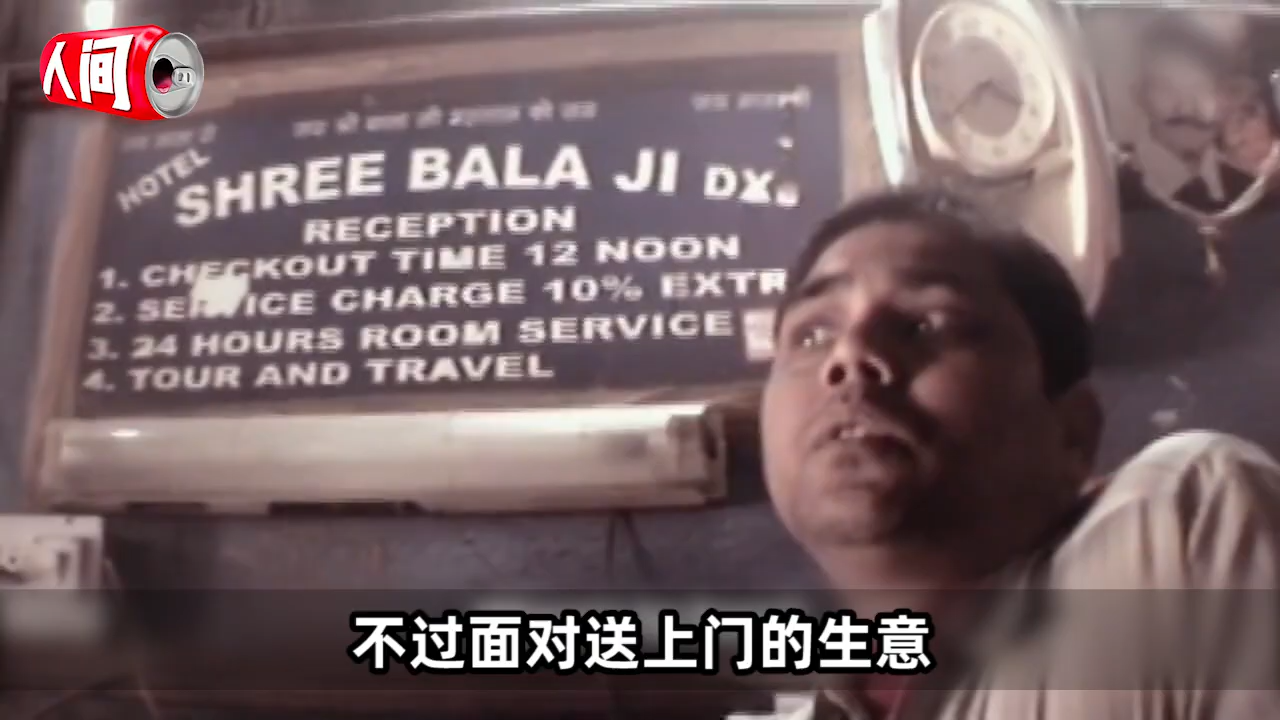 人间
HOTEL
SHREE BALA JI DX.
RECEPTION
1. CHECKOUT TIME 12 NOON
2. SERVICE CHARGE 10% EXTR
3. 24 HOURS ROOM SERVICE
4. TOUR AND TRAVEL
不过面对送上门的生意